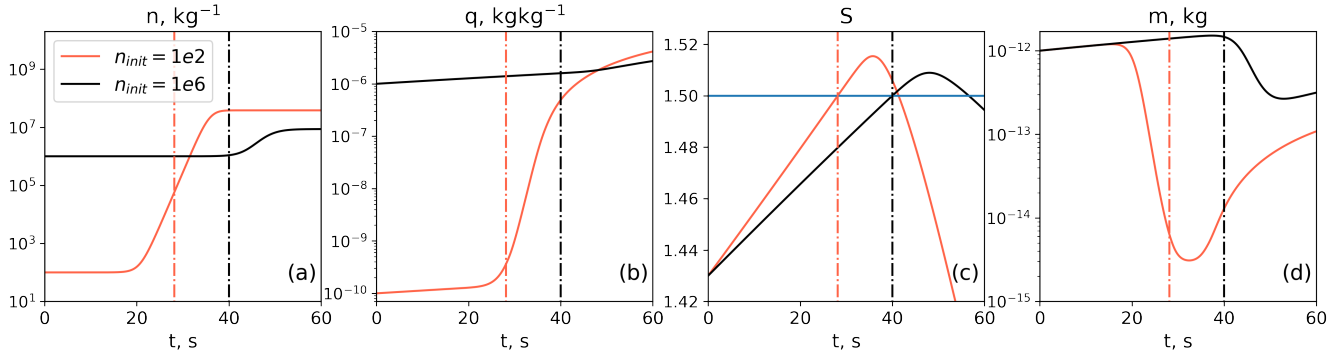 n, kg⁻¹
10⁹
10⁷
10⁵
10³
10¹
n_init = 1e2
n_init = 1e6
(a)
0 20 40 60
t, s
q, kgkg⁻¹
10⁻⁵
10⁻⁶
10⁻⁷
10⁻⁸
10⁻⁹
10⁻¹⁰
(b)
0 20 40 60
t, s
S
1.52
1.50
1.48
1.46
1.44
1.42
(c)
0 20 40 60
t, s
m, kg
10⁻¹²
10⁻¹³
10⁻¹⁴
10⁻¹⁵
(d)
0 20 40 60
t, s